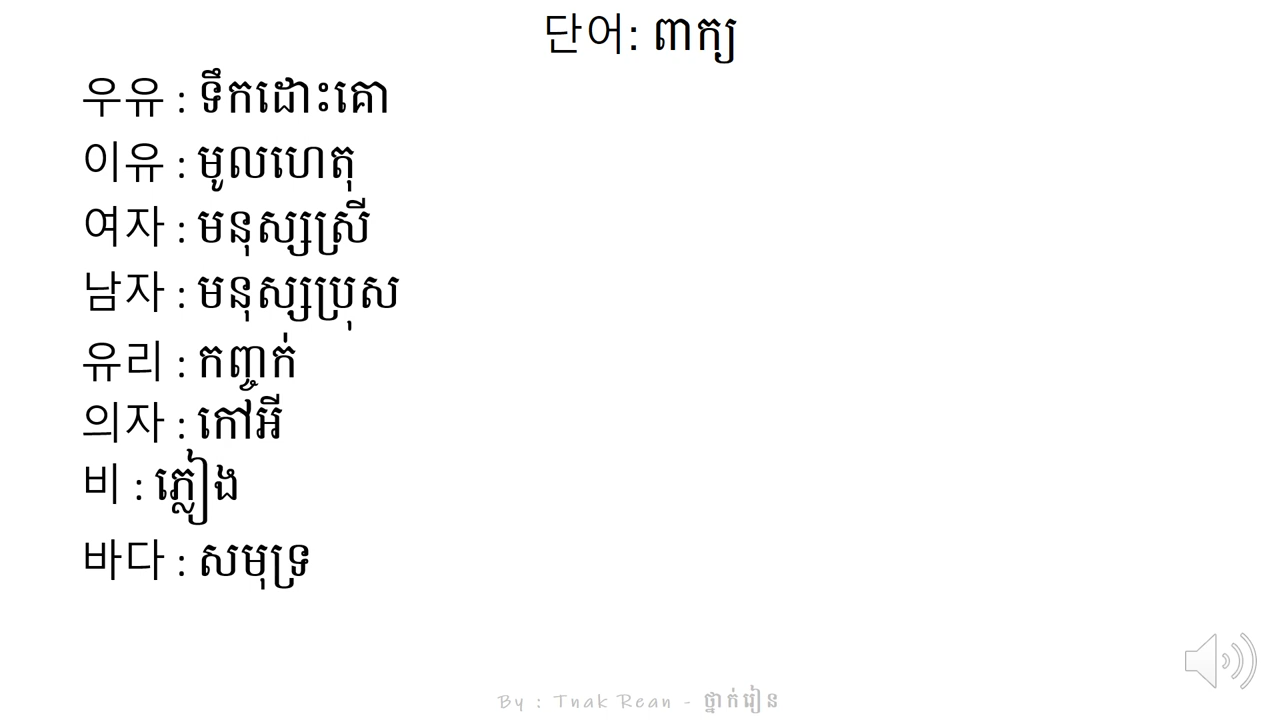 단어: ពាក្យ
우유 : ទឹកដោះគោ
이유 : មូលហេតុ
여자 : មនុស្សស្រី
남자 : មនុស្សប្រុស
유리 : កញ្ចក់
의자 : កៅអី
비 : ភ្លៀង
바다 : សមុទ្រ
By : Tnak Rean - ថ្នាក់រៀន